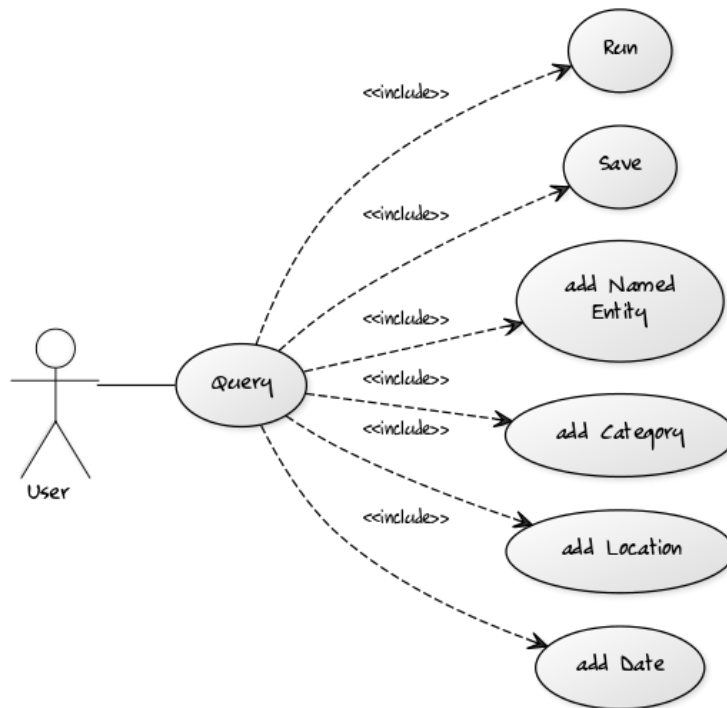 Run
<<include>>
Save
<<include>>
add Named
Entity
<<include>>
Query
<<include>>
add Category
<<include>>
User
<<include>>
add Location
add Date